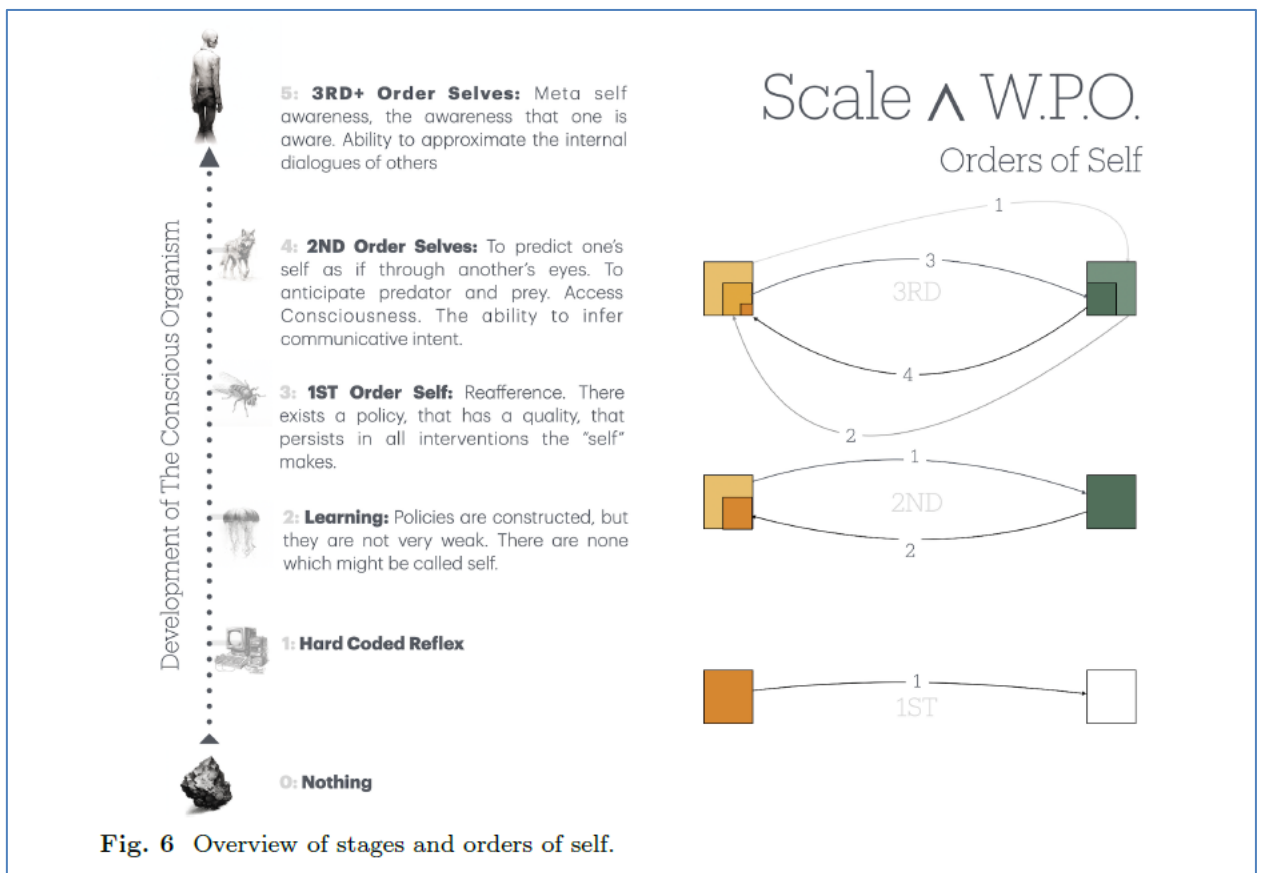 5: 3RD+ Order Selves: Meta self
awareness, the awareness that one is
aware. Ability to approximate the internal
dialogues of others
4: 2ND Order Selves: To predict one's
self as if through another's eyes. To
anticipate predator and prey. Access
Consciousness. The ability to infer
communicative intent.
3: 1ST Order Self: Reafference. There
exists a policy, that has a quality, that
persists in all interventions the "self"
makes.
2: Learning: Policies are constructed, but
they are not very weak. There are none
which might be called self.
1: Hard Coded Reflex
0: Nothing
Development of The Conscious Organism
Scale ∧ W.P.O.
Orders of Self
1
3
3RD
4
2
1
2ND
2
1
1ST
Fig. 6 Overview of stages and orders of self.